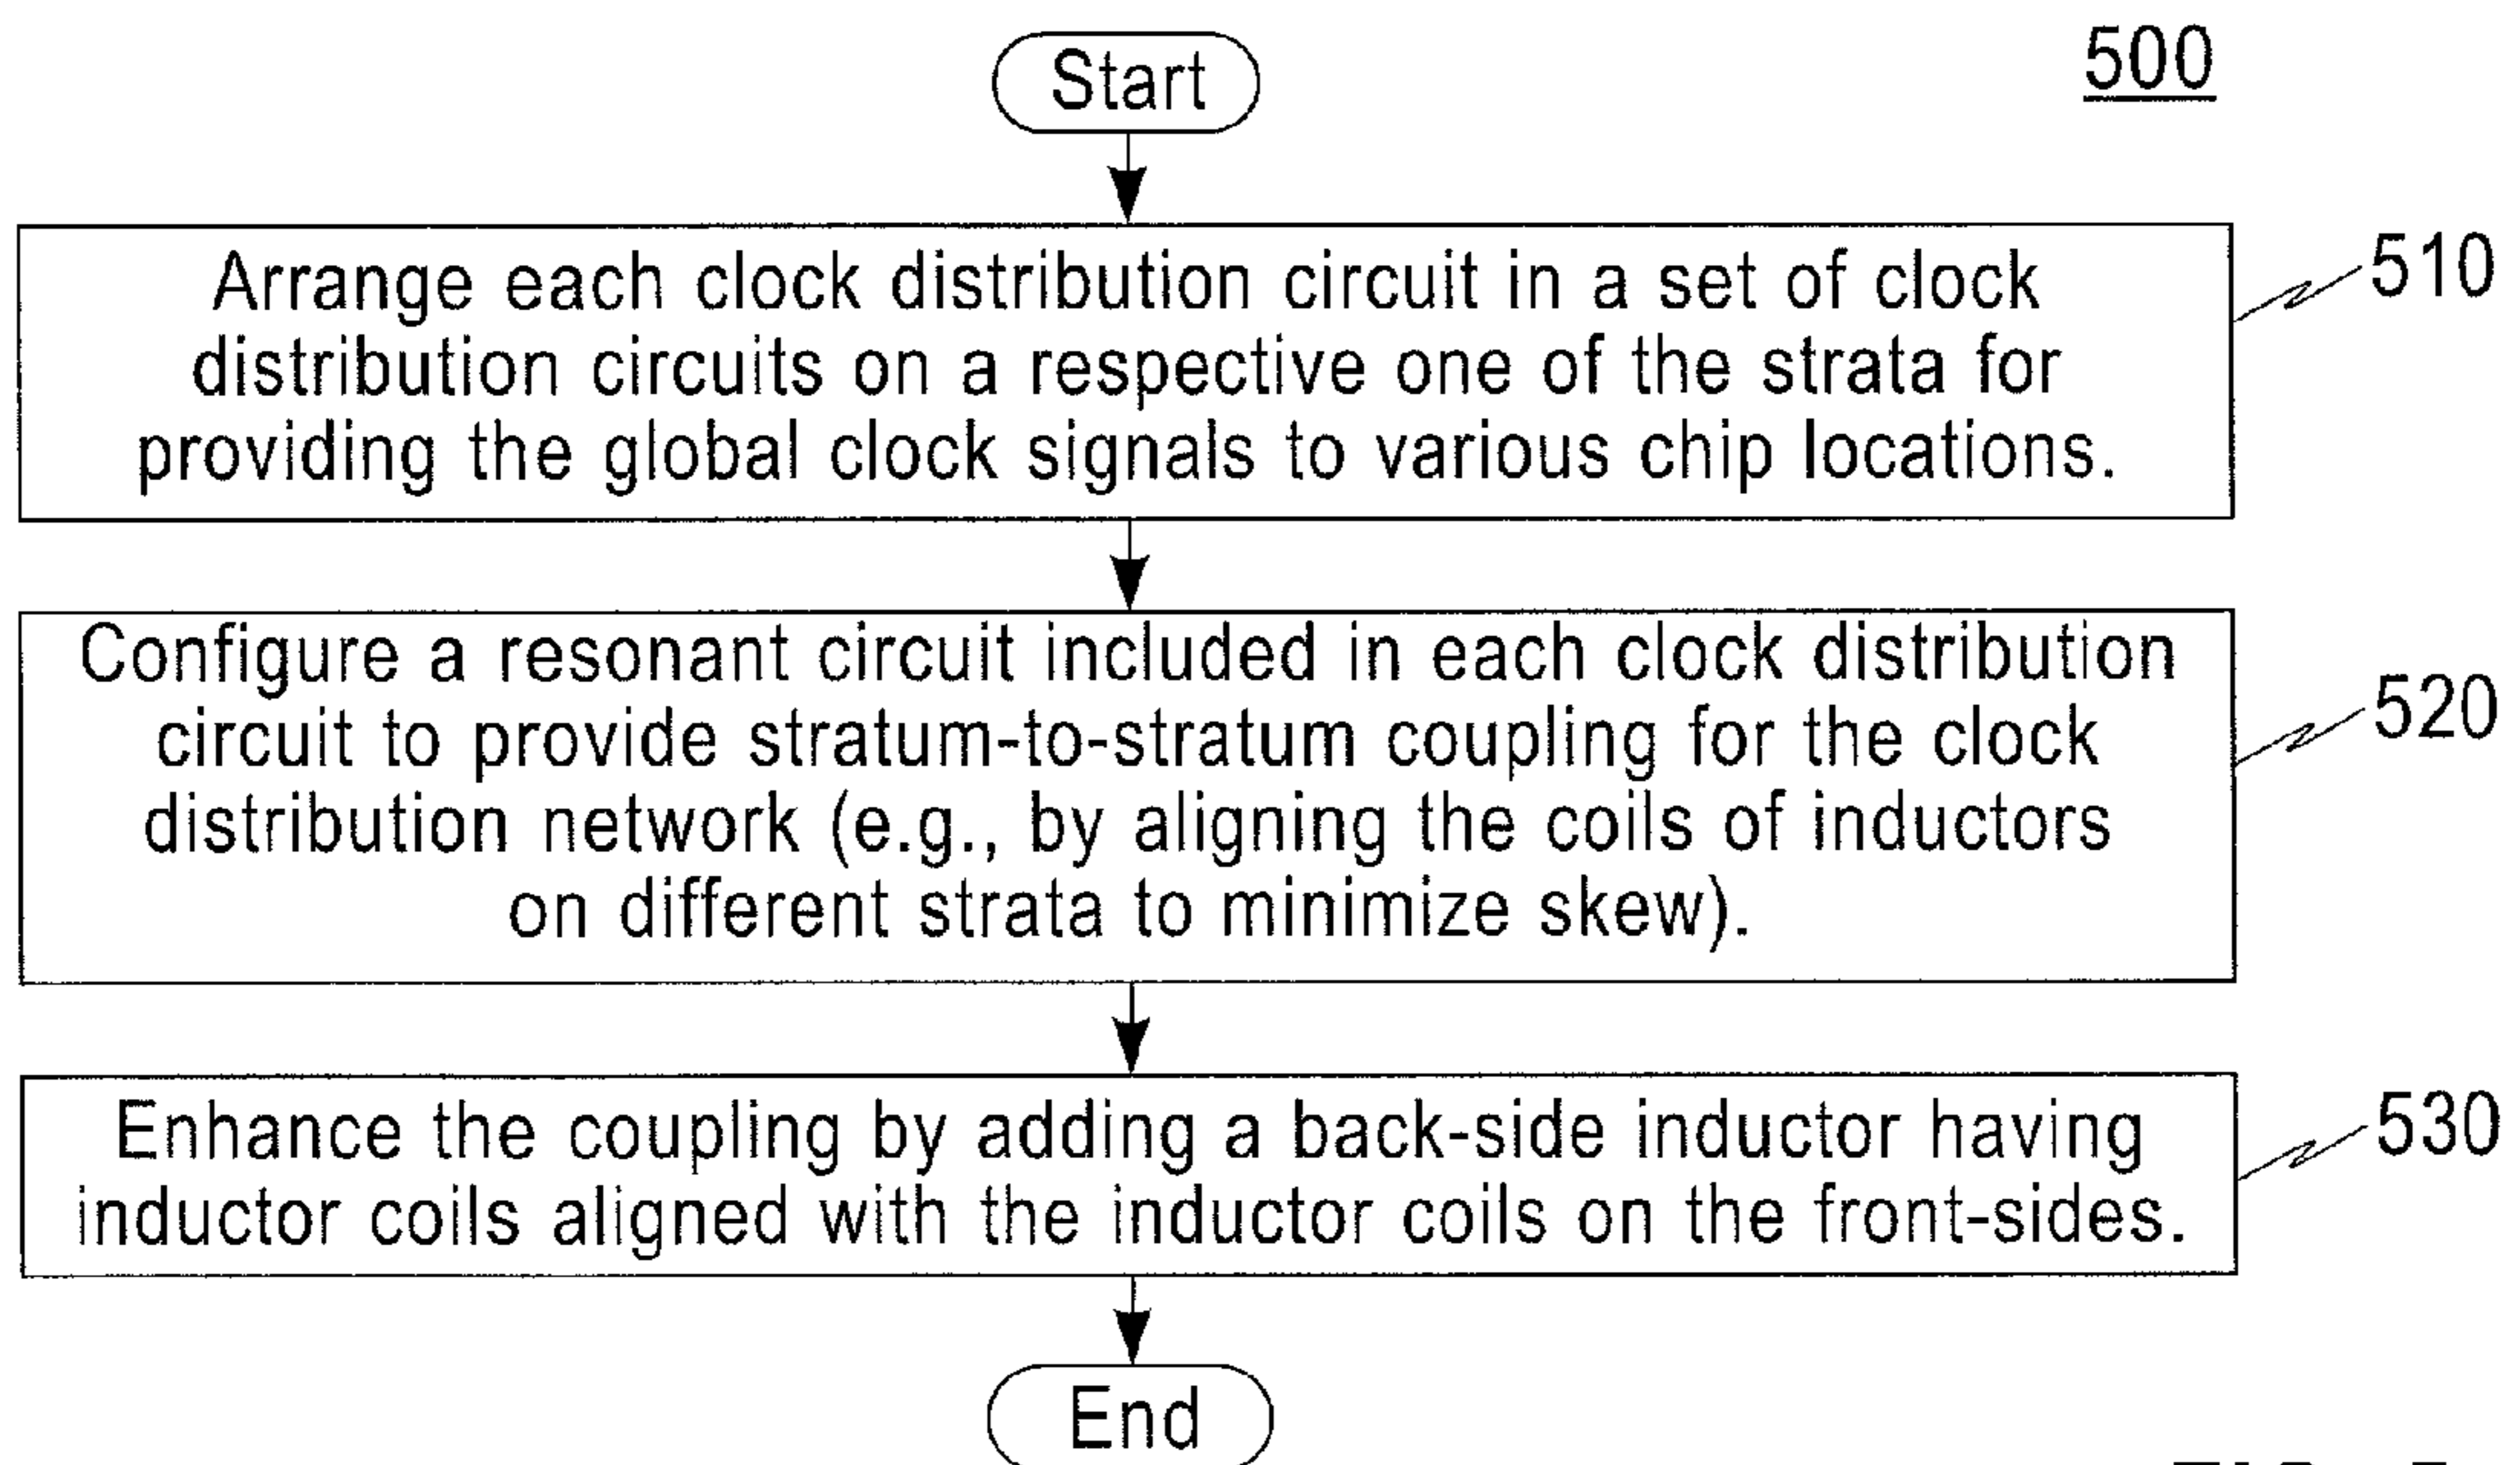 Start
500
Arrange each clock distribution circuit in a set of clock
distribution circuits on a respective one of the strata for
providing the global clock signals to various chip locations.
510
Configure a resonant circuit included in each clock distribution
circuit to provide stratum-to-stratum coupling for the clock
distribution network (e.g., by aligning the coils of inductors
on different strata to minimize skew).
520
Enhance the coupling by adding a back-side inductor having
inductor coils aligned with the inductor coils on the front-sides.
530
End